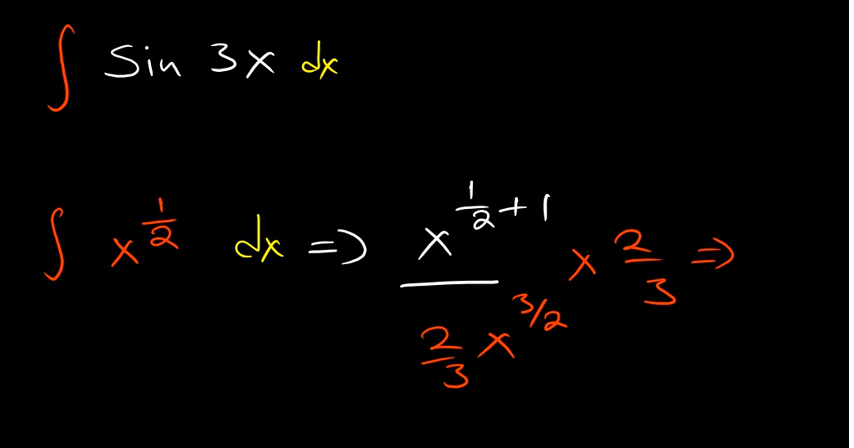 ∫ sin 3x dx
∫ x^(1/2) dx => x^(1/2 + 1) / × 2/3 =>
2/3 x^(3/2)